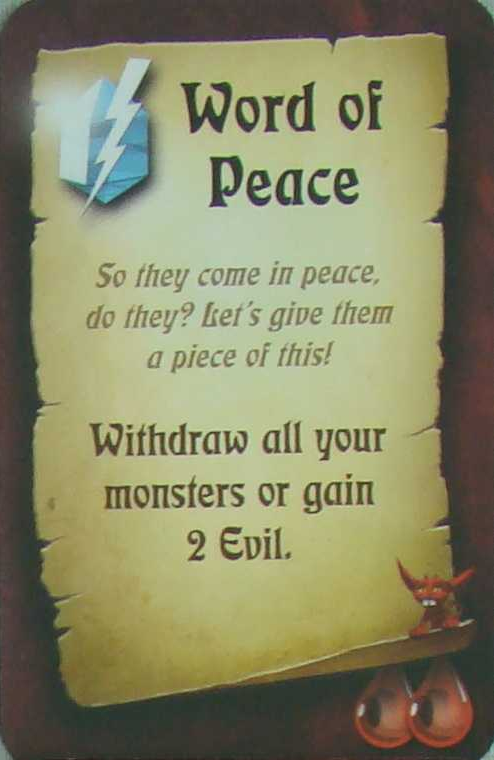 Word of
Peace
So they come in peace,
do they? Let's give them
a piece of this!
Withdraw all your
monsters or gain
2 Evil.